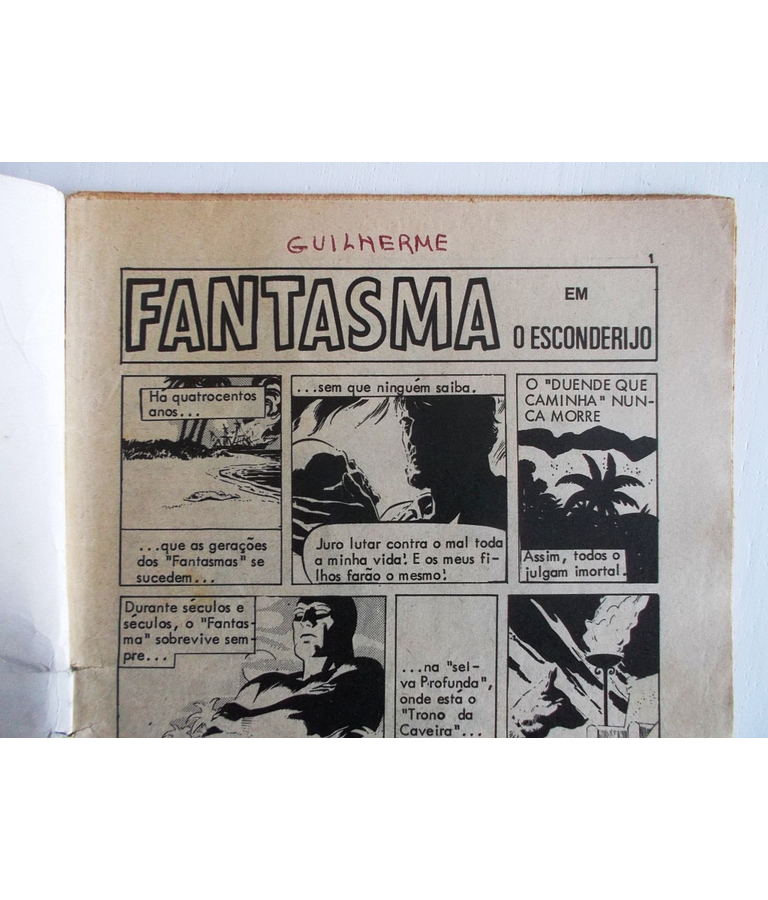 GUILHERME
1
FANTASMA
EM
O ESCONDERIJO
Há quatrocentos
anos...
...que as gerações
dos "Fantasmas" se
sucedem...
...sem que ninguém saiba.
Juro lutar contra o mal toda
a minha vida! E os meus fi-
lhos farão o mesmo!
O "DUENDE QUE
CAMINHA" NUN-
CA MORRE
Assim, todos o
julgam imortal.
Durante séculos e
séculos, o "Fantas-
ma" sobrevive sem-
pre...
...na "sel-
va Profunda",
onde está o
"Trono da
Caveira"...